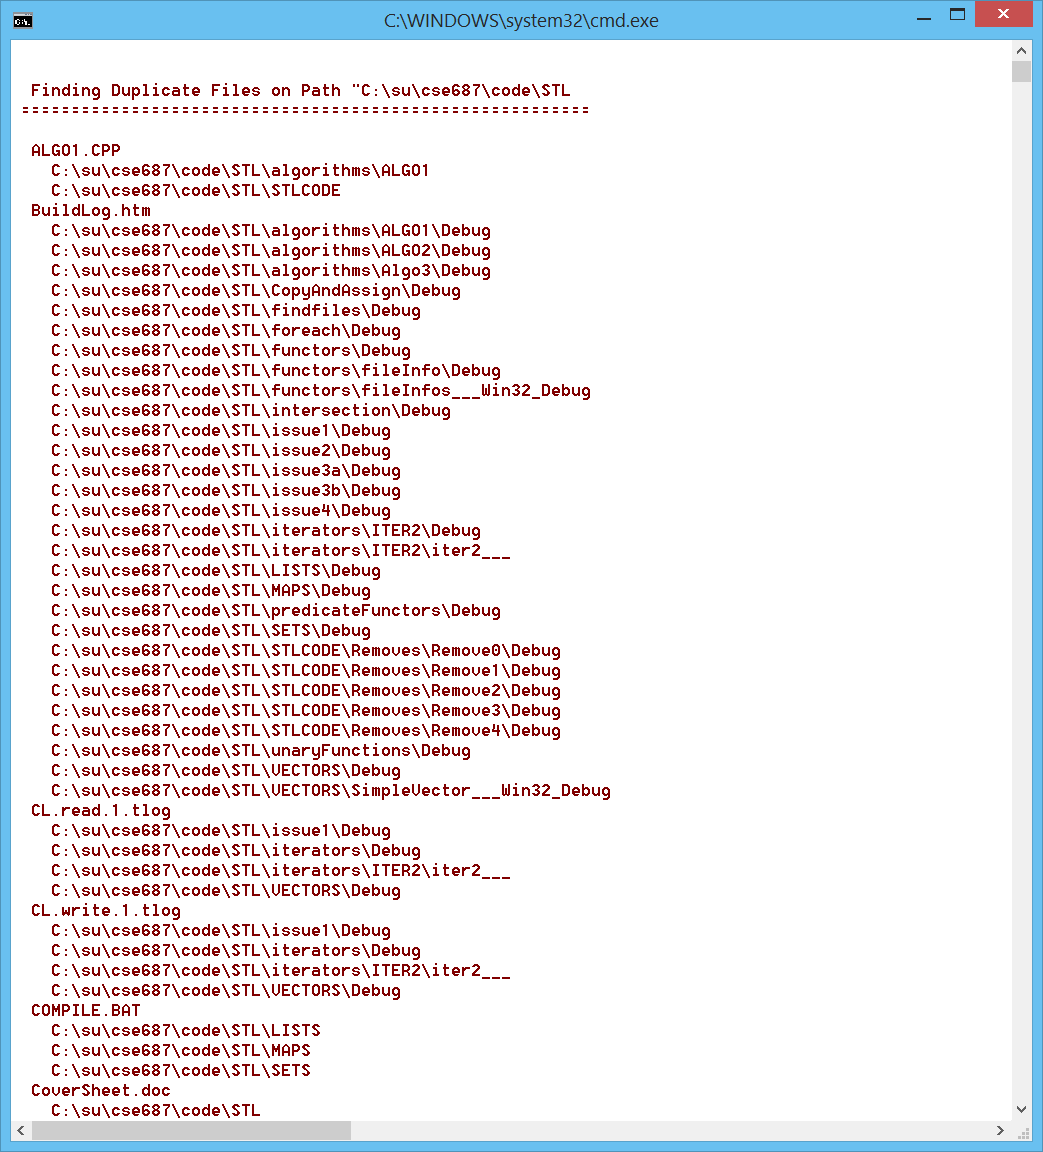 C:\WINDOWS\system32\cmd.exe
Finding Duplicate Files on Path "C:\su\cse687\code\STL
=========================================================
ALGO1.CPP
C:\su\cse687\code\STL\algorithms\ALGO1
C:\su\cse687\code\STL\STLCODE
BuildLog.htm
C:\su\cse687\code\STL\algorithms\ALGO1\Debug
C:\su\cse687\code\STL\algorithms\ALGO2\Debug
C:\su\cse687\code\STL\algorithms\Algo3\Debug
C:\su\cse687\code\STL\CopyAndAssign\Debug
C:\su\cse687\code\STL\findfiles\Debug
C:\su\cse687\code\STL\foreach\Debug
C:\su\cse687\code\STL\functors\Debug
C:\su\cse687\code\STL\functors\fileInfo\Debug
C:\su\cse687\code\STL\functors\fileInfos___Win32_Debug
C:\su\cse687\code\STL\intersection\Debug
C:\su\cse687\code\STL\issue1\Debug
C:\su\cse687\code\STL\issue2\Debug
C:\su\cse687\code\STL\issue3a\Debug
C:\su\cse687\code\STL\issue3b\Debug
C:\su\cse687\code\STL\issue4\Debug
C:\su\cse687\code\STL\iterators\ITER2\Debug
C:\su\cse687\code\STL\iterators\ITER2\iter2___
C:\su\cse687\code\STL\LISTS\Debug
C:\su\cse687\code\STL\MAPS\Debug
C:\su\cse687\code\STL\predicateFunctors\Debug
C:\su\cse687\code\STL\SETS\Debug
C:\su\cse687\code\STL\STLCODE\Removes\Remove0\Debug
C:\su\cse687\code\STL\STLCODE\Removes\Remove1\Debug
C:\su\cse687\code\STL\STLCODE\Removes\Remove2\Debug
C:\su\cse687\code\STL\STLCODE\Removes\Remove3\Debug
C:\su\cse687\code\STL\STLCODE\Removes\Remove4\Debug
C:\su\cse687\code\STL\unaryFunctions\Debug
C:\su\cse687\code\STL\VECTORS\Debug
C:\su\cse687\code\STL\VECTORS\SimpleVector___Win32_Debug
CL.read.1.tlog
C:\su\cse687\code\STL\issue1\Debug
C:\su\cse687\code\STL\iterators\Debug
C:\su\cse687\code\STL\iterators\ITER2\iter2___
C:\su\cse687\code\STL\VECTORS\Debug
CL.write.1.tlog
C:\su\cse687\code\STL\issue1\Debug
C:\su\cse687\code\STL\iterators\Debug
C:\su\cse687\code\STL\iterators\ITER2\iter2___
C:\su\cse687\code\STL\VECTORS\Debug
COMPILE.BAT
C:\su\cse687\code\STL\LISTS
C:\su\cse687\code\STL\MAPS
C:\su\cse687\code\STL\SETS
CoverSheet.doc
C:\su\cse687\code\STL